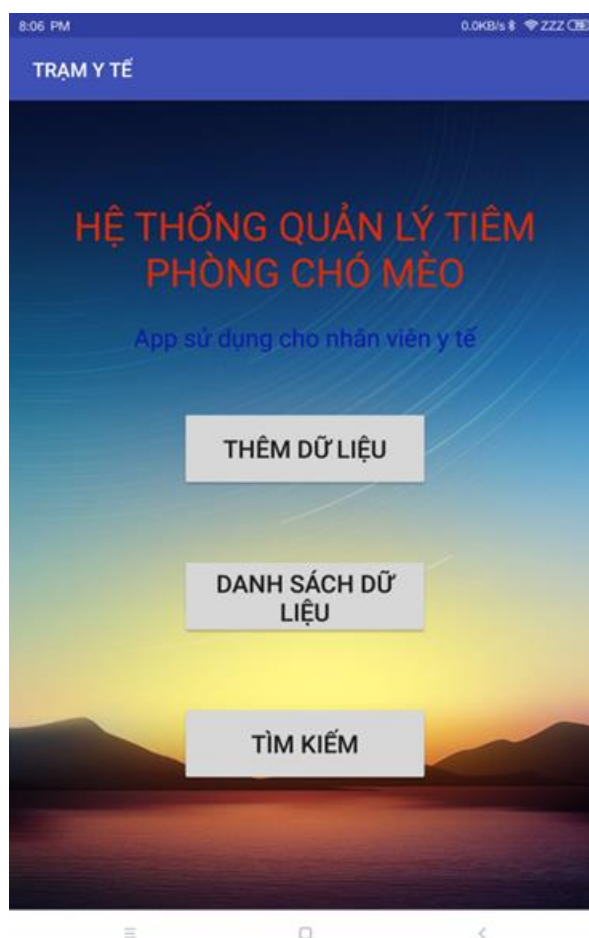 8:06 PM 0.0KB/s ZZZ
TRẠM Y TẾ
HỆ THỐNG QUẢN LÝ TIÊM
PHÒNG CHÓ MÈO
App sử dụng cho nhân viên y tế
THÊM DỮ LIỆU
DANH SÁCH DỮ
LIỆU
TÌM KIẾM